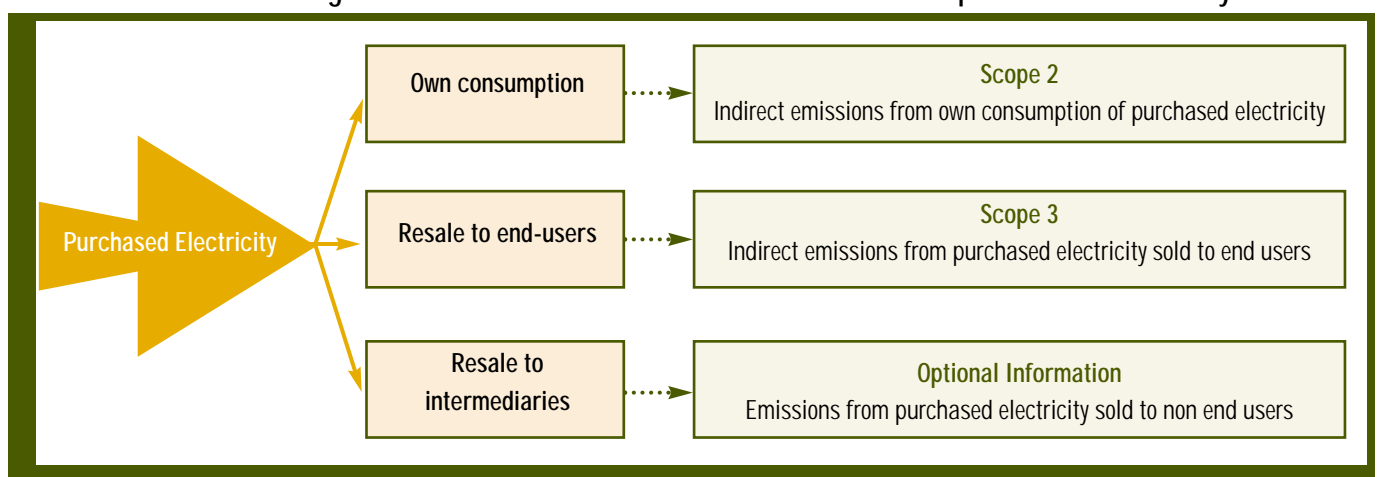 Purchased Electricity
Own consumption
Scope 2
Indirect emissions from own consumption of purchased electricity
Resale to end-users
Scope 3
Indirect emissions from purchased electricity sold to end users
Resale to
intermediaries
Optional Information
Emissions from purchased electricity sold to non end users